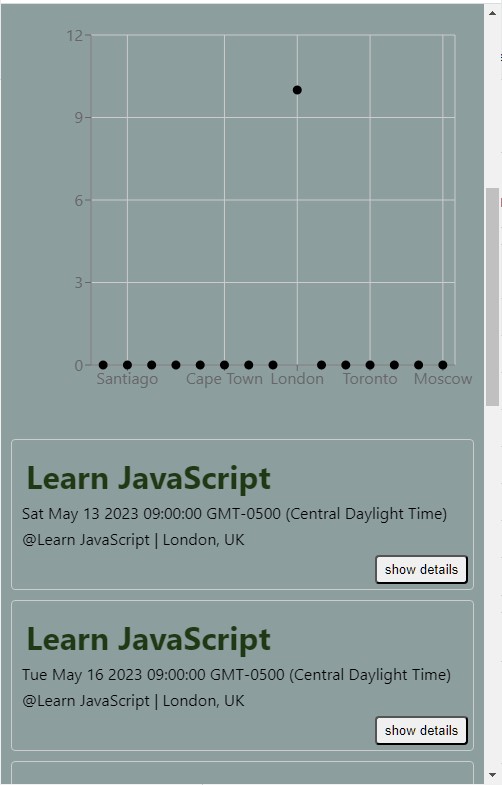 12
9
6
3
0
Santiago Cape Town London Toronto Moscow
Learn JavaScript
Sat May 13 2023 09:00:00 GMT-0500 (Central Daylight Time)
@Learn JavaScript | London, UK
show details
Learn JavaScript
Tue May 16 2023 09:00:00 GMT-0500 (Central Daylight Time)
@Learn JavaScript | London, UK
show details